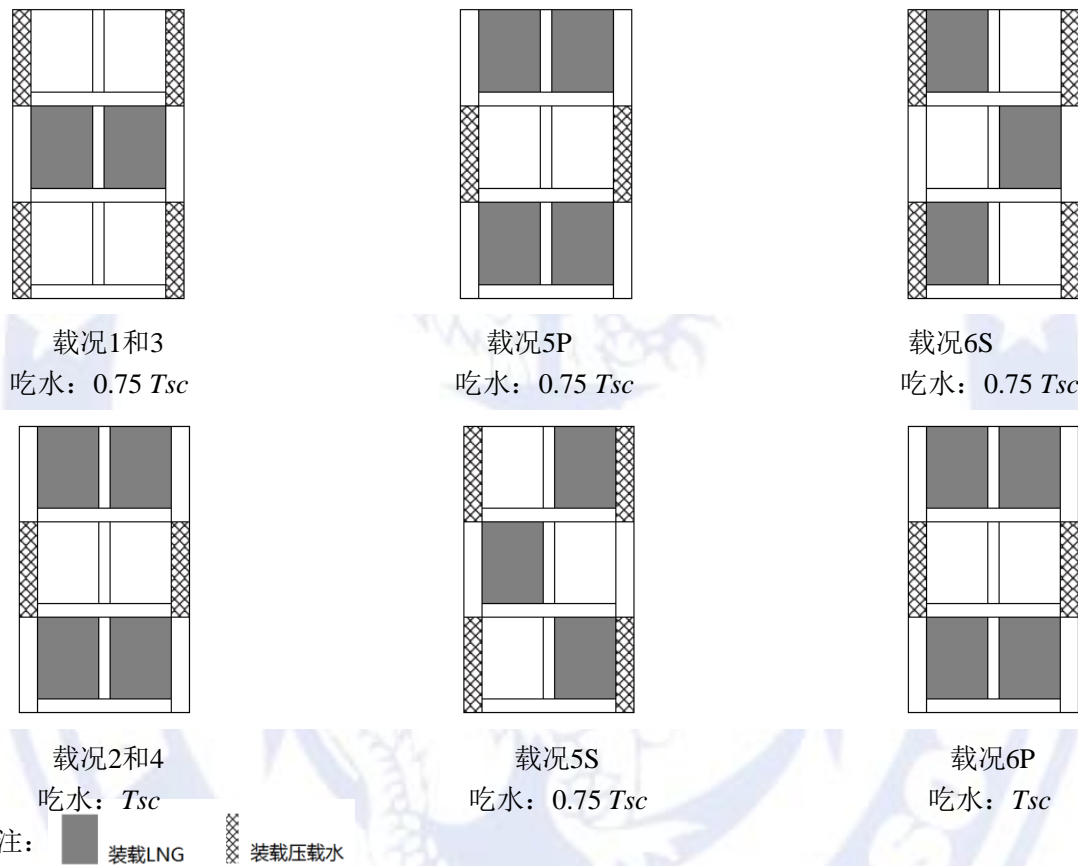 载况1和3
载况5P
载况6S
吃水：0.75 Tsc
吃水：0.75 Tsc
吃水：0.75 Tsc
载况2和4
载况5S
载况6P
吃水：Tsc
吃水：0.75 Tsc
吃水：Tsc
注：
装载LNG
装载压载水